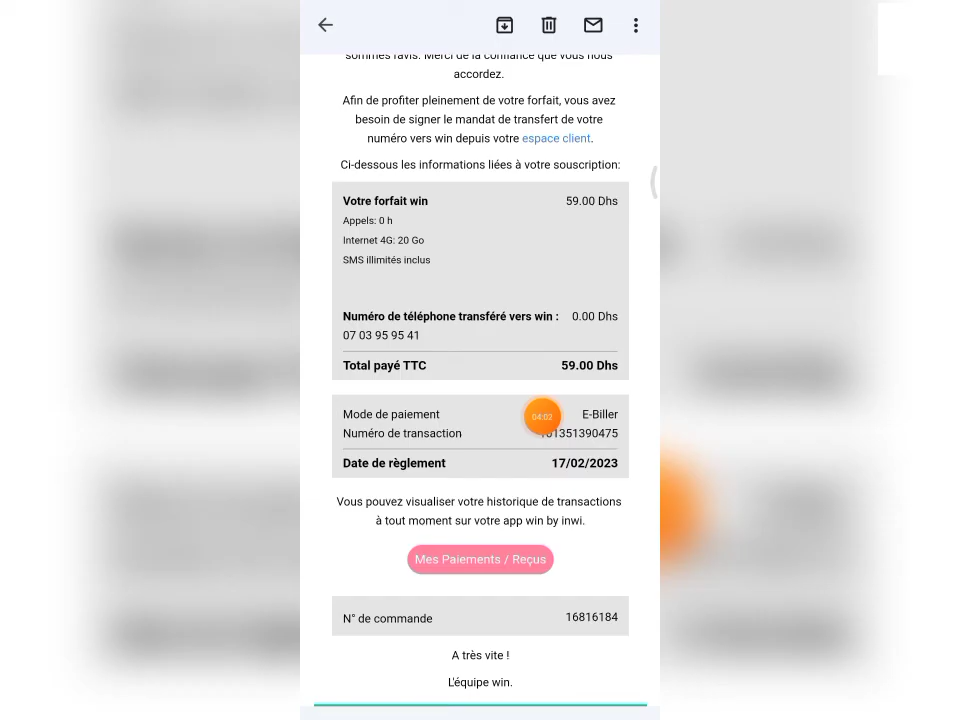 sommes ravis. Merci de la confiance que vous nous
accordez.
Afin de profiter pleinement de votre forfait, vous avez
besoin de signer le mandat de transfert de votre
numéro vers win depuis votre espace client.
Ci-dessous les informations liées à votre souscription:
Votre forfait win 59.00 Dhs
Appels: 0 h
Internet 4G: 20 Go
SMS illimités inclus
Numéro de téléphone transféré vers win : 0.00 Dhs
07 03 95 95 41
Total payé TTC 59.00 Dhs
Mode de paiement E-Biller
04:02
Numéro de transaction
Date de règlement 17/02/2023
Vous pouvez visualiser votre historique de transactions
à tout moment sur votre app win by inwi.
Mes Paiements / Reçus
N° de commande 16816184
A très vite !
L'équipe win.